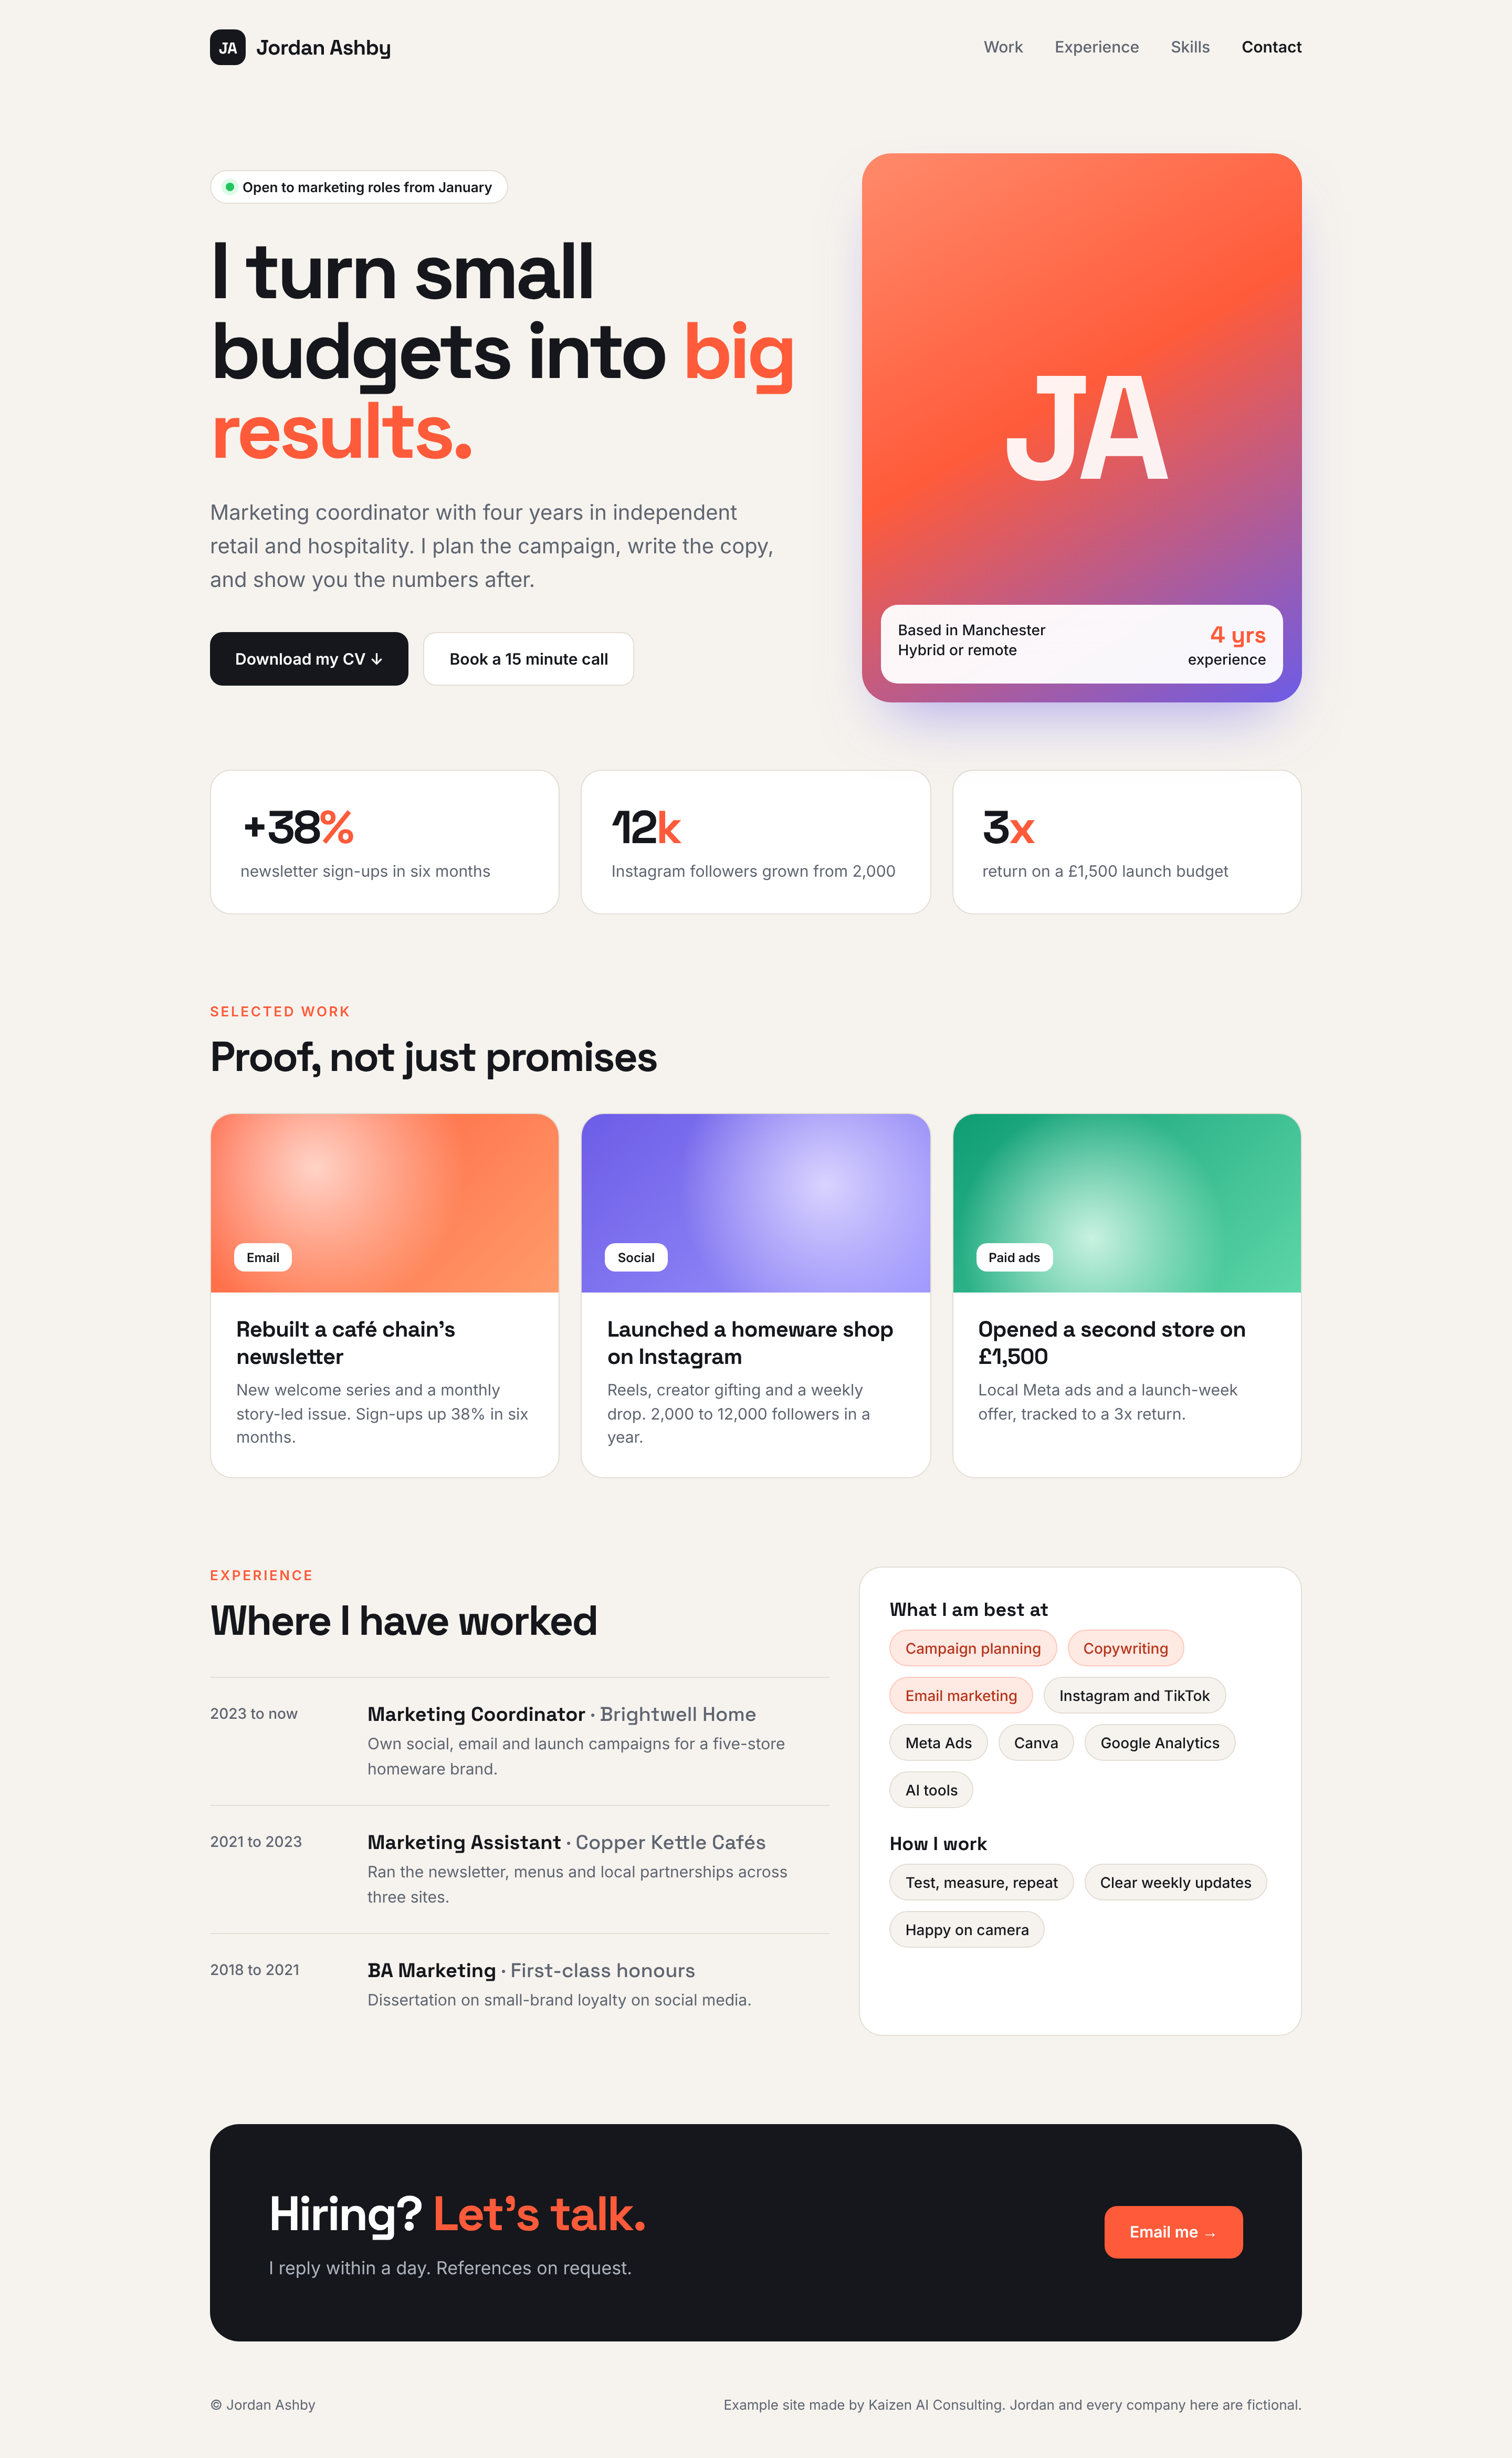 JA Jordan Ashby
Work Experience Skills Contact
Open to marketing roles from January
I turn small
budgets into big
results.
Marketing coordinator with four years in independent
retail and hospitality. I plan the campaign, write the copy,
and show you the numbers after.
Download my CV ↓
Book a 15 minute call
JA
Based in Manchester
Hybrid or remote
4 yrs
experience
+38%
newsletter sign-ups in six months
12k
Instagram followers grown from 2,000
3x
return on a £1,500 launch budget
SELECTED WORK
Proof, not just promises
Email
Rebuilt a café chain’s
newsletter
New welcome series and a monthly
story-led issue. Sign-ups up 38% in six
months.
Social
Launched a homeware shop
on Instagram
Reels, creator gifting and a weekly
drop. 2,000 to 12,000 followers in a
year.
Paid ads
Opened a second store on
£1,500
Local Meta ads and a launch-week
offer, tracked to a 3x return.
EXPERIENCE
Where I have worked
2023 to now
Marketing Coordinator · Brightwell Home
Own social, email and launch campaigns for a five-store
homeware brand.
2021 to 2023
Marketing Assistant · Copper Kettle Cafés
Ran the newsletter, menus and local partnerships across
three sites.
2018 to 2021
BA Marketing · First-class honours
Dissertation on small-brand loyalty on social media.
What I am best at
Campaign planning
Copywriting
Email marketing
Instagram and TikTok
Meta Ads
Canva
Google Analytics
AI tools
How I work
Test, measure, repeat
Clear weekly updates
Happy on camera
Hiring? Let’s talk.
I reply within a day. References on request.
Email me →
© Jordan Ashby
Example site made by Kaizen AI Consulting. Jordan and every company here are fictional.